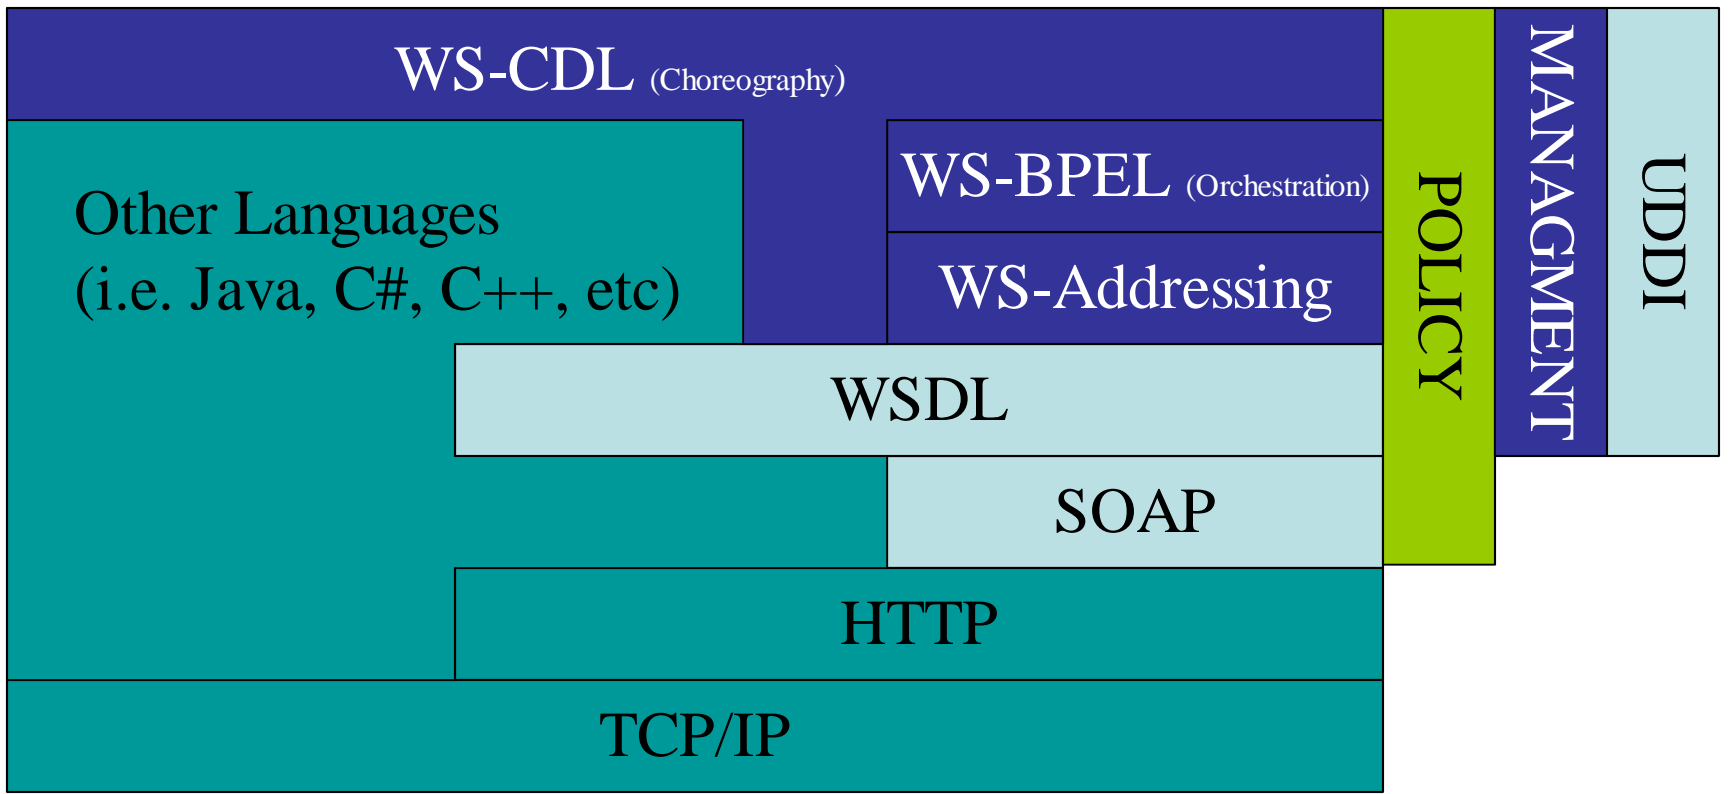 WS-CDL (Choreography)
Other Languages
(i.e. Java, C#, C++, etc)
WS-BPEL (Orchestration)
WS-Addressing
WSDL
SOAP
HTTP
TCP/IP
POLICY
MANAGMENT
UDDI